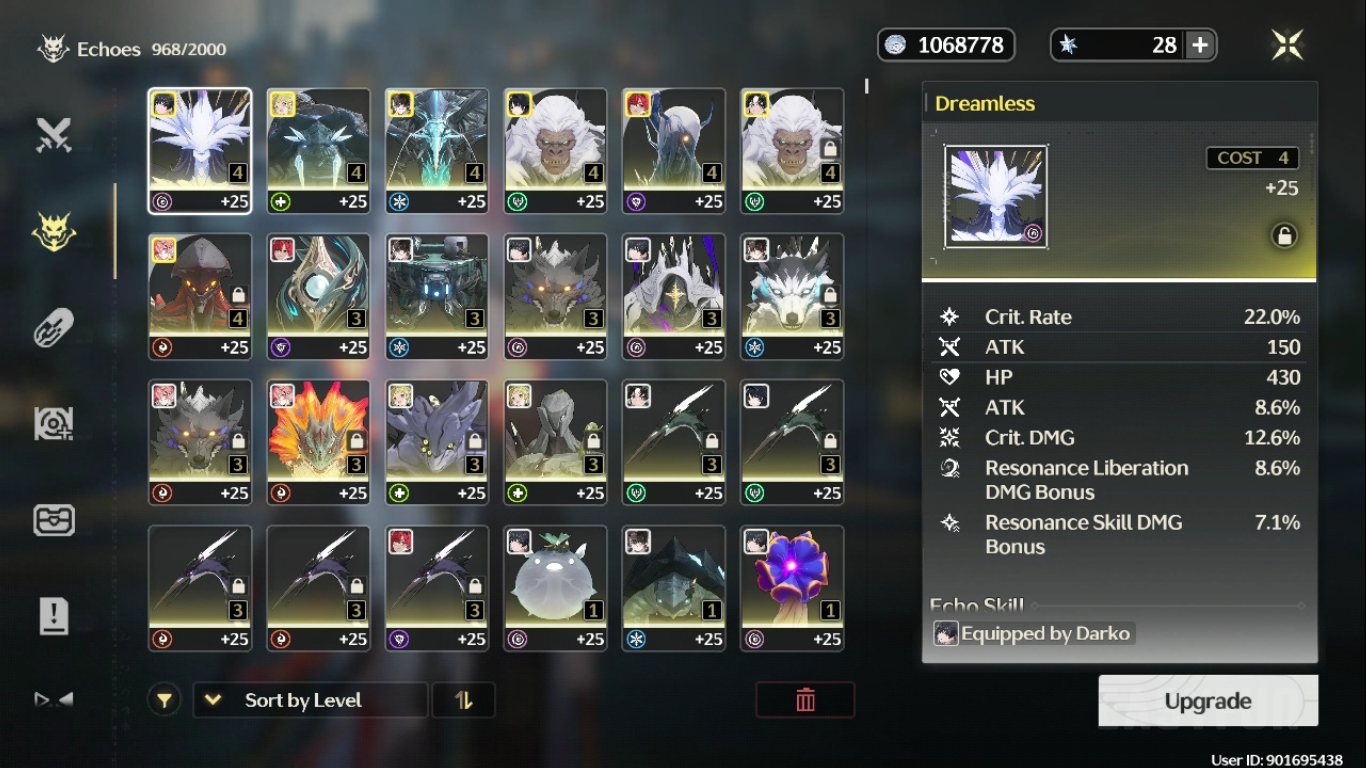 Echoes 968/2000
1068778
28 +
4 4 4 4 4 4
+25 +25 +25 +25 +25 +25
4 3 3 3 3 3
+25 +25 +25 +25 +25 +25
3 3 3 3 3 3
+25 +25 +25 +25 +25 +25
3 3 3 1 1 1
+25 +25 +25 +25 +25 +25
Sort by Level
Dreamless
COST 4
+25
Crit. Rate 22.0%
ATK 150
HP 430
ATK 8.6%
Crit. DMG 12.6%
Resonance Liberation 8.6%
DMG Bonus
Resonance Skill DMG 7.1%
Bonus
Echo Skill
Equipped by Darko
Upgrade
User ID: 901695438